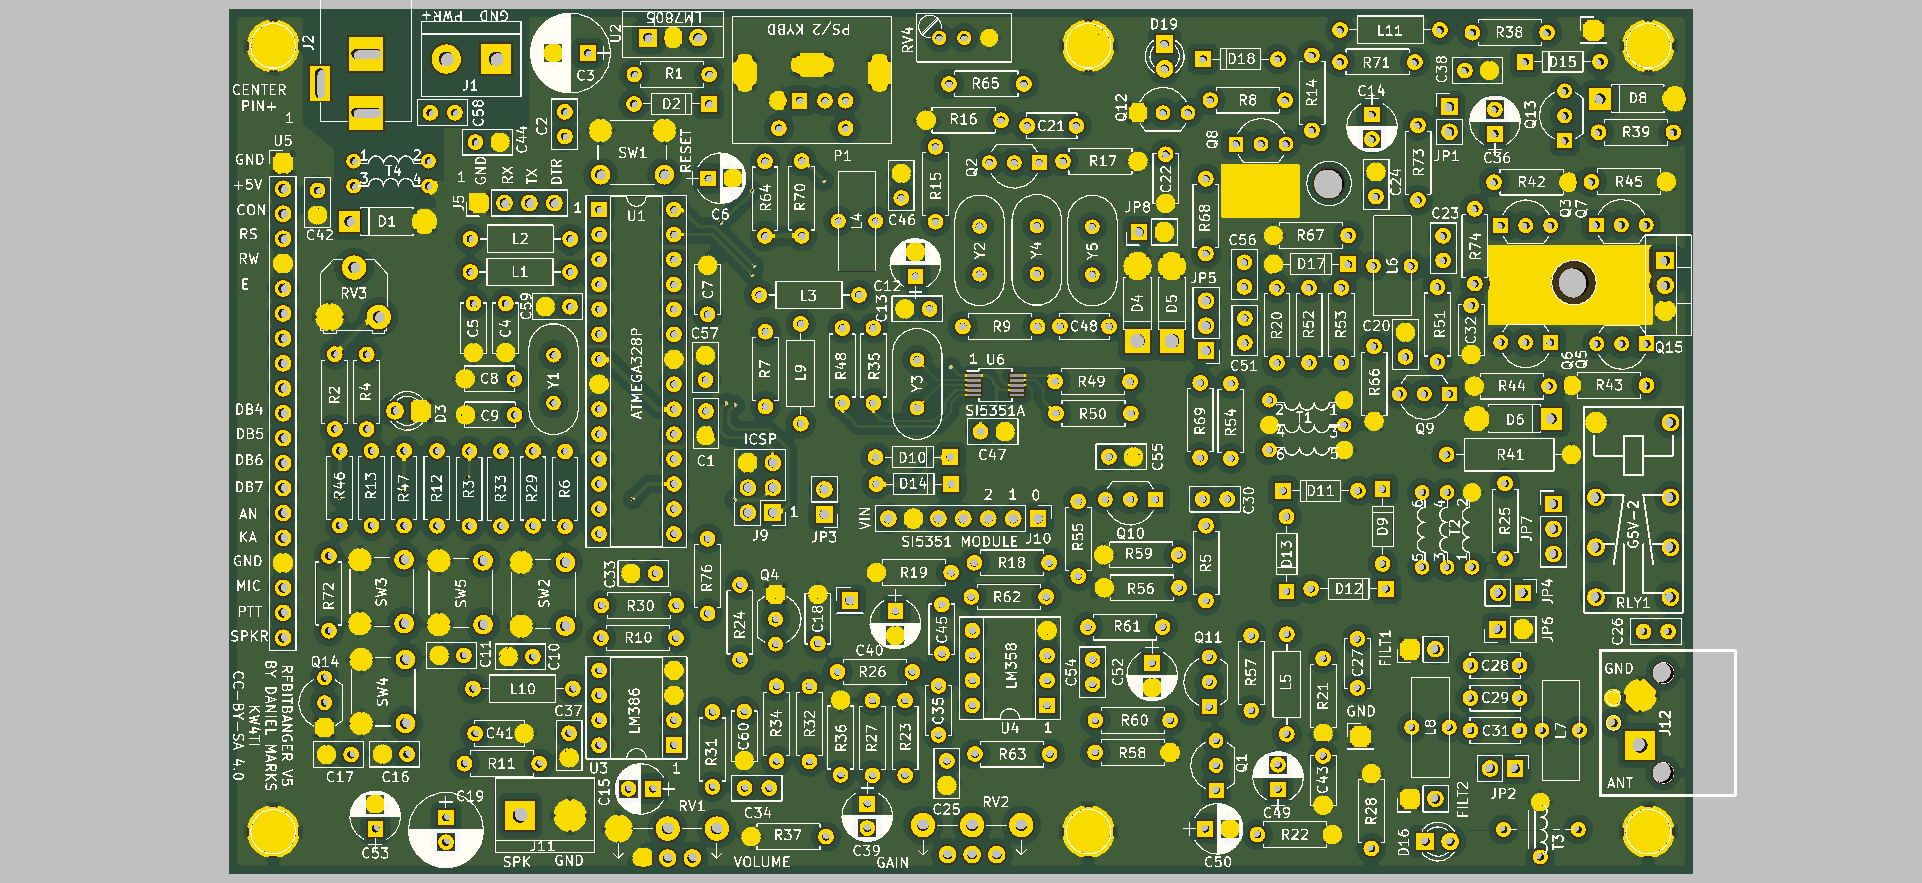 J2
CENTER
PIN+
1
GND PWR+
J1
C58
C44
C3
U2
LM7805
R1
D2
C2
PS/2 KYBD
P1
RV4
R65
R16
C21
D19
D18
R14
L11
R71
R38
D15
C38
Q12
R8
Q8
C14
JP1
C36
Q13
D8
R39
U5
GND
+5V
CON
RS
RW
E
DB4
DB5
DB6
DB7
AN
KA
GND
MIC
PTT
SPKR
1
2
3
4
T4
C42
D1
RV3
J5
1
GND
RX
TX
DTR
SW1
RESET
1
U1
ATMEGA328P
C6
R64
R70
L4
C46
R15
Q2
R17
C22
JP8
R68
C24
R73
R42
Q3
Q7
R45
L2
L1
C59
C5
C4
C8
C9
Y1
C7
C57
C1
L3
C12
C13
Y2
Y4
Y5
D4
D5
JP5
C56
C51
R67
D17
L6
C23
R74
R20
R52
R53
C20
R51
C32
R66
Q6
Q5
Q15
R2
R4
D3
R7
L9
R48
R35
Y3
R9
C48
1 U6
SI5351A
R49
R50
C47
R69
R54
T1
1
2
3
4
5
6
Q9
R44
R43
D6
R41
R46
R13
R47
R12
R3
R33
R29
R6
ICSP
J9
1
JP3
D10
D14
2 1 0
VIN
SI5351 MODULE
J10
C55
Q10
R55
C30
D11
D9
D13
D12
T2
6
4
2
5
3
1
R25
JP7
G5V-2
RLY1
R72
SW3
SW5
SW2
C33
R30
R10
R76
R24
Q4
C18
R19
C40
R18
R62
C45
R59
R56
R5
R61
JP4
JP6
C26
Q14
RFBITBANGER V5
BY DANIEL MARKS
KW4TI
CC BY-SA 4.0
SW4
C11
C10
L10
C37
C41
R11
C17
C16
LM386
U3
1
C15
R31
C60
R34
R32
R36
R27
R23
R26
C35
LM358
U4
1
C54
C52
R60
R58
R63
Q11
R57
L5
R21
C27
FILT1
GND
L8
C28
C29
C31
L7
GND
J12
ANT
JP2
C53
C19
J11
SPK
GND
RV1
C34
VOLUME
R37
C39
GAIN
C25
RV2
Q1
C49
C43
C50
R22
R28
FILT2
D16
T3